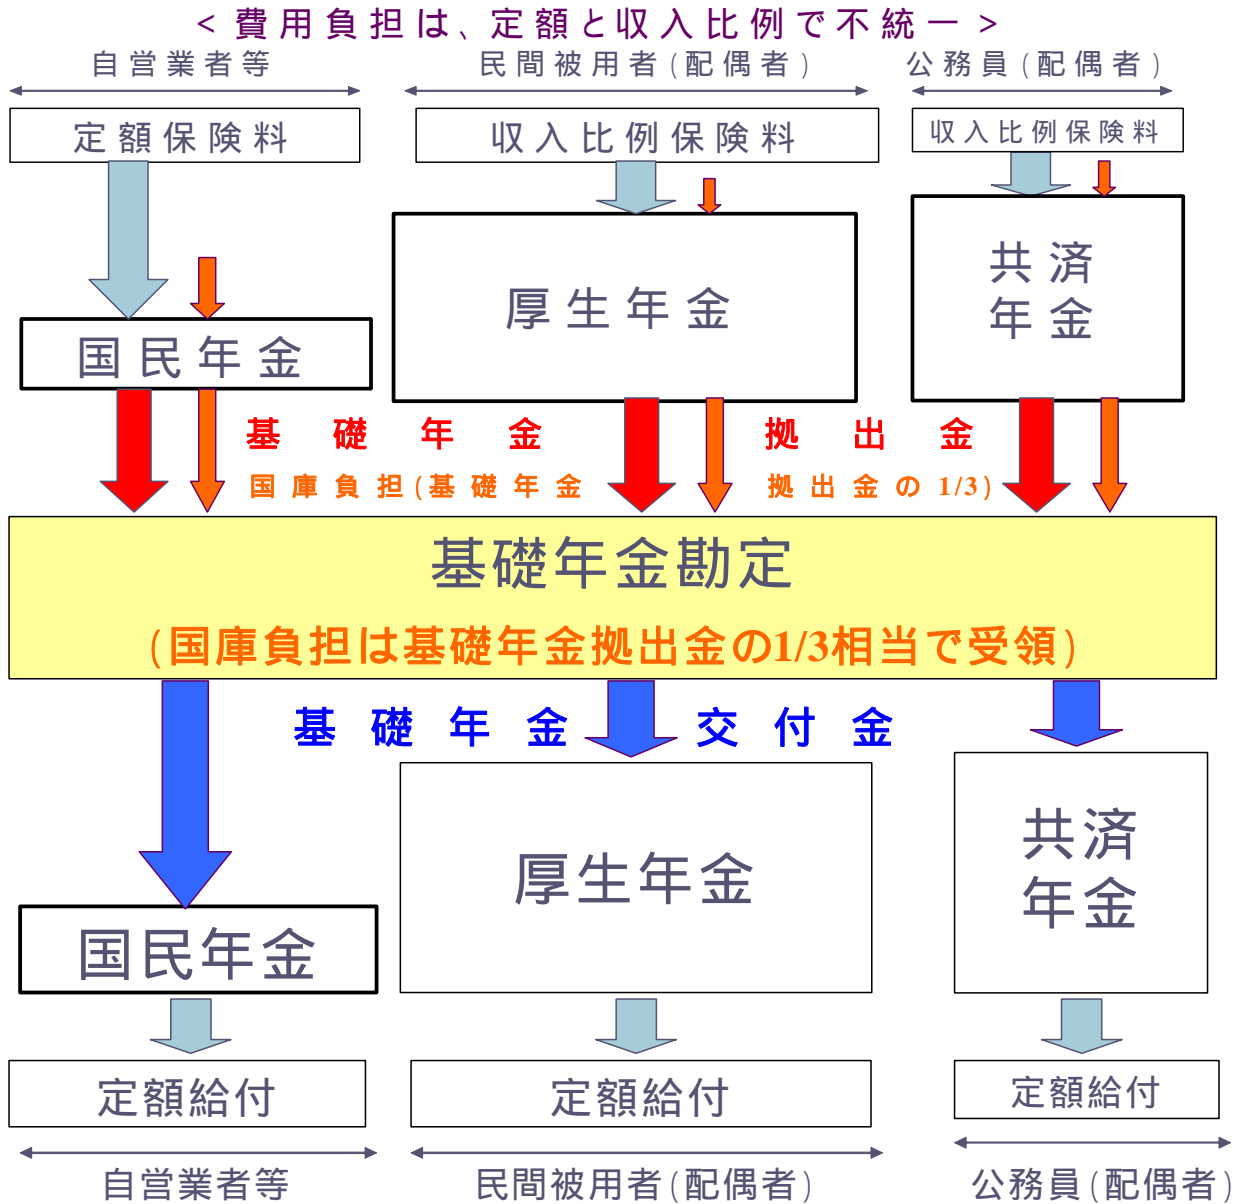 <費用負担は、定額と収入比例で不統一>
自営業者等 民間被用者(配偶者) 公務員(配偶者)
定額保険料 収入比例保険料 収入比例保険料
国民年金
厚生年金
共済
年金
基礎年金 拠出金
国庫負担(基礎年金 拠出金の1/3)
基礎年金勘定
(国庫負担は基礎年金拠出金の1/3相当で受領)
基礎年金 交付金
国民年金
厚生年金
共済
年金
定額給付 定額給付 定額給付
自営業者等 民間被用者(配偶者) 公務員(配偶者)